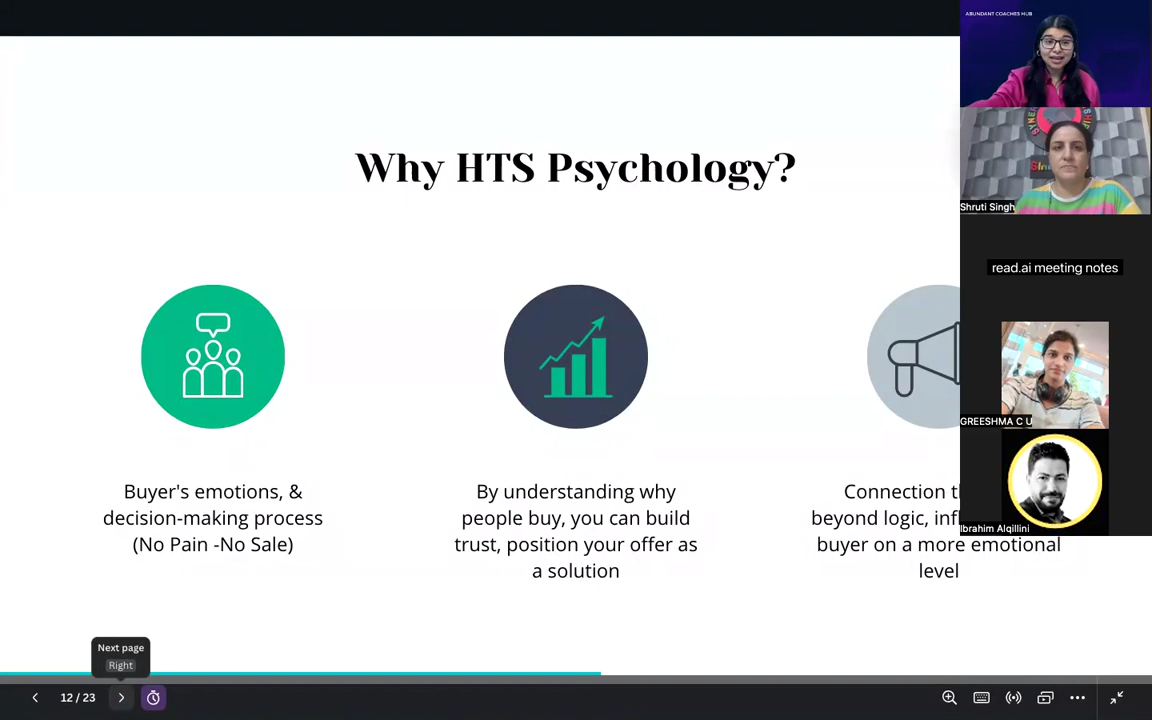 ABUNDANT COACHES HUB
Why HTS Psychology?
Shruti Singh
read.ai meeting notes
GREESHMA C U
Ibrahim Alqillini
Buyer's emotions, &
decision-making process
(No Pain -No Sale)
By understanding why
people buy, you can build
trust, position your offer as
a solution
Connection
beyond logic,
buyer on a more emotional
level
Next page
Right
12 / 23